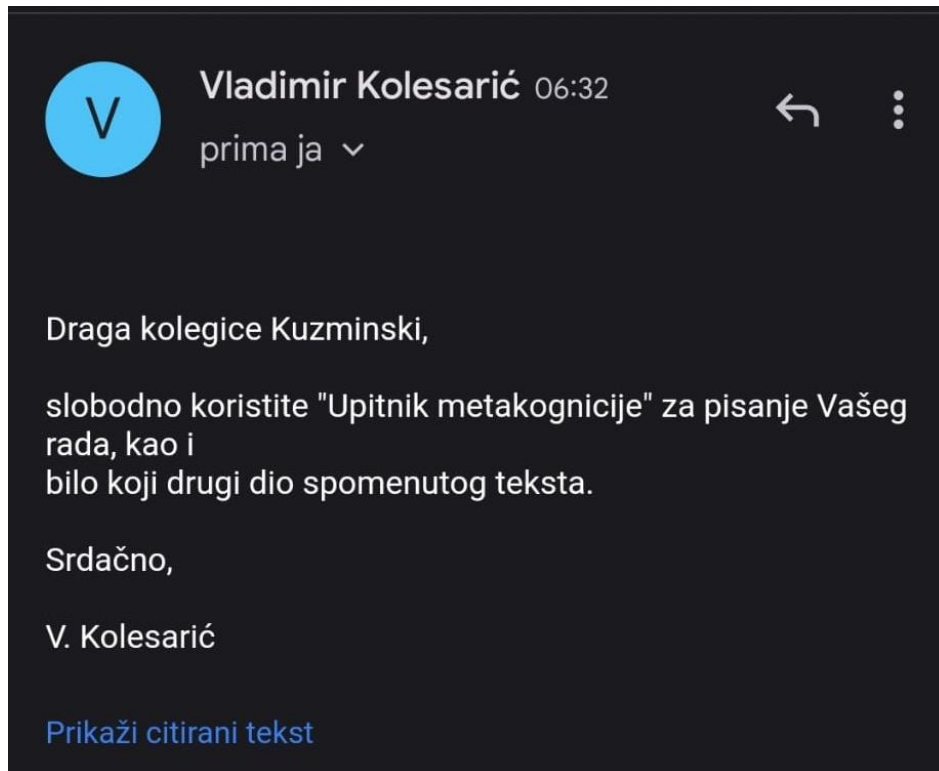 V
Vladimir Kolesarić 06:32
prima ja
Draga kolegice Kuzminski,
slobodno koristite "Upitnik metakognicije" za pisanje Vašeg
rada, kao i
bilo koji drugi dio spomenutog teksta.
Srdačno,
V. Kolesarić
Prikaži citirani tekst